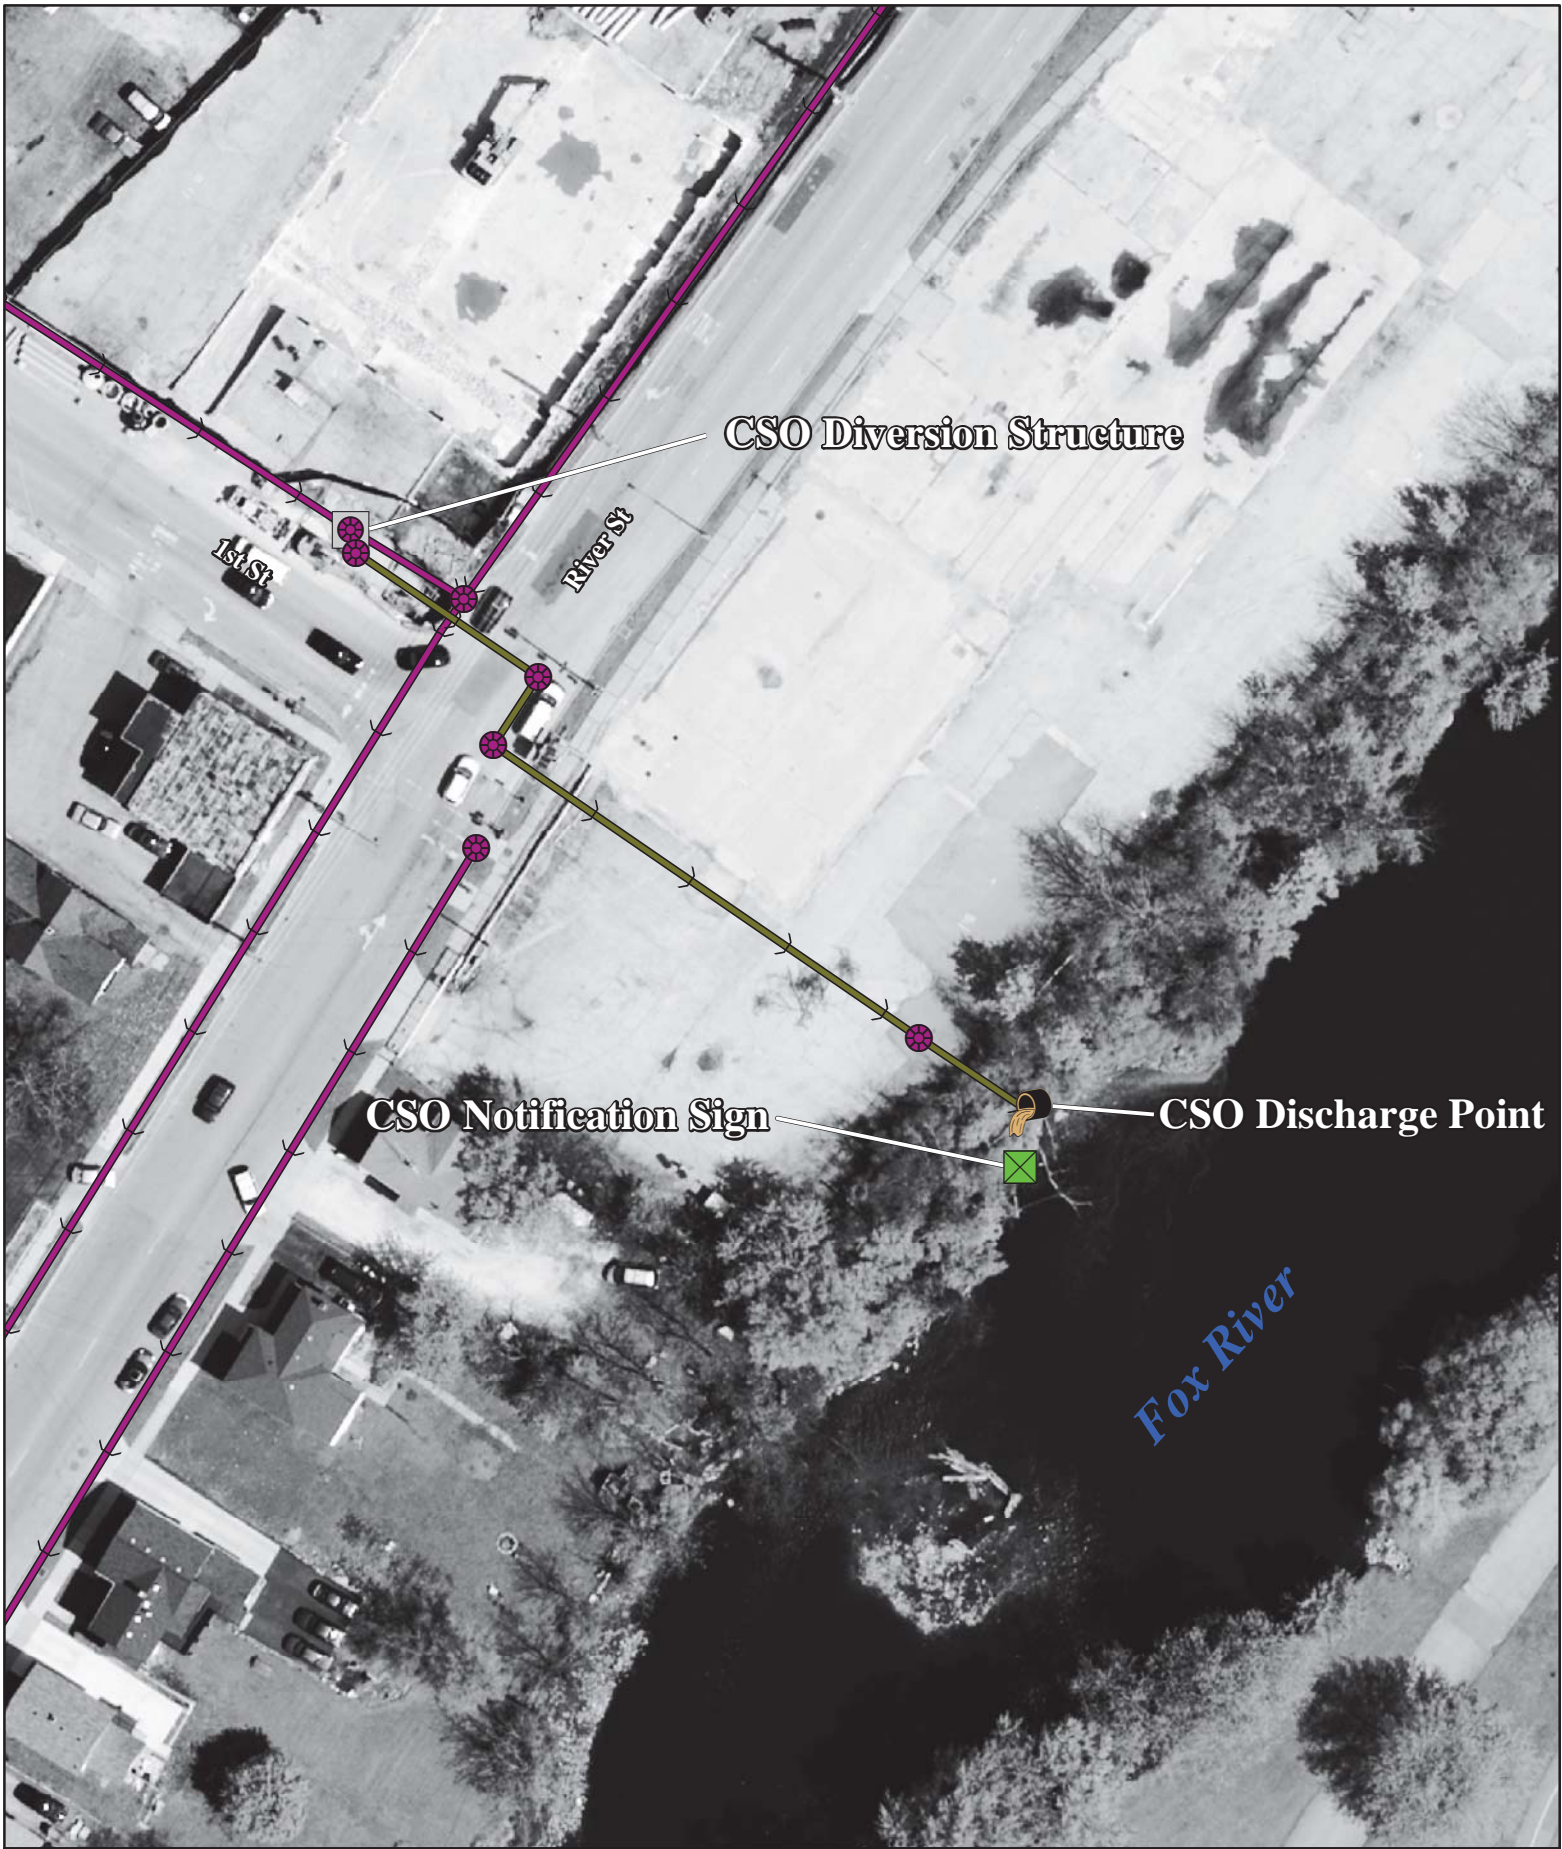 CSO Diversion Structure
River St
1st St
CSO Notification Sign
CSO Discharge Point
Fox River